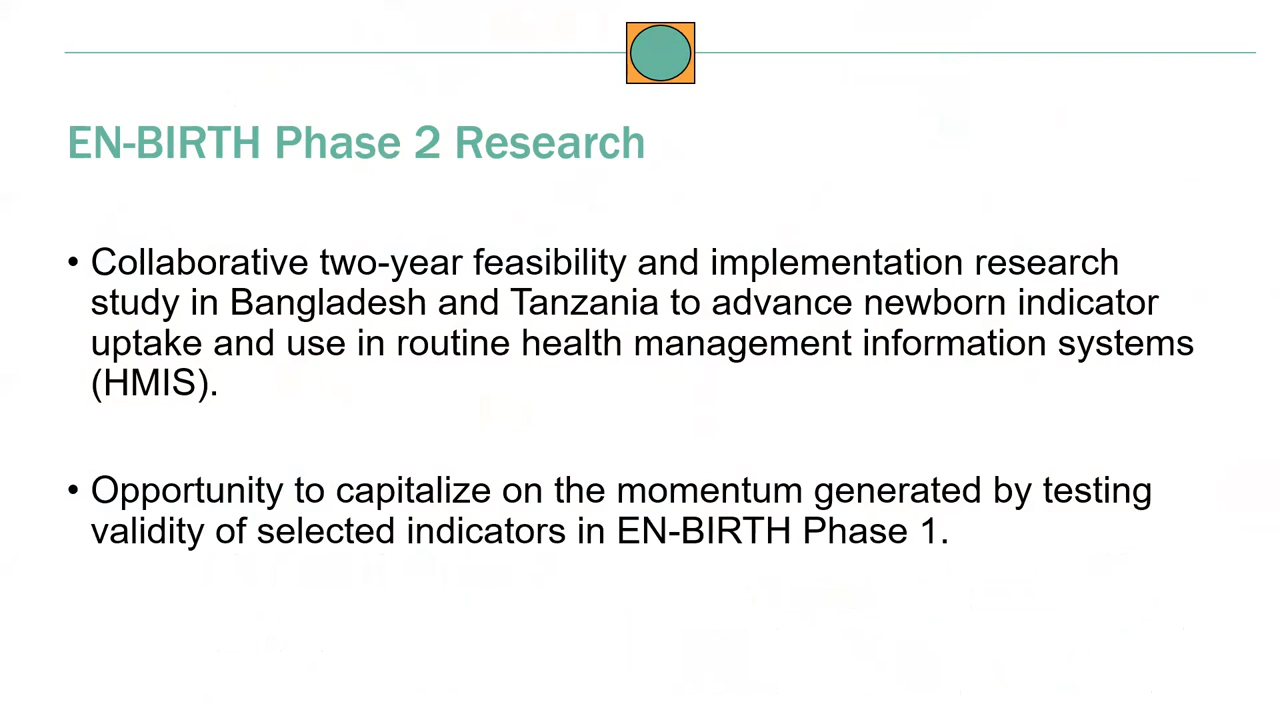 EN-BIRTH Phase 2 Research
• Collaborative two-year feasibility and implementation research
study in Bangladesh and Tanzania to advance newborn indicator
uptake and use in routine health management information systems
(HMIS).
• Opportunity to capitalize on the momentum generated by testing
validity of selected indicators in EN-BIRTH Phase 1.